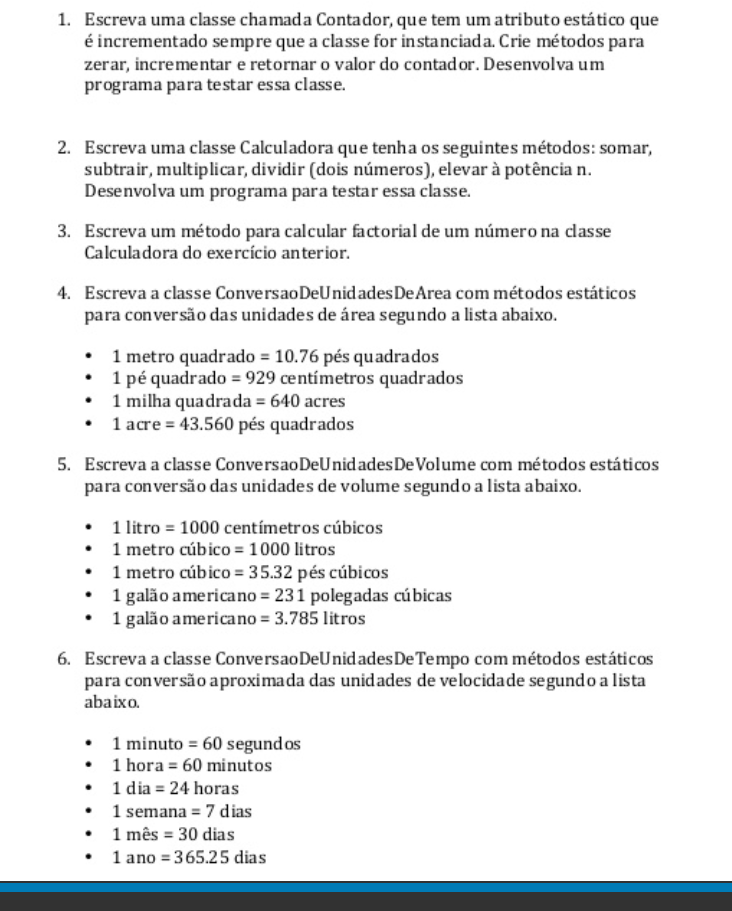 1. Escreva uma classe chamada Contador, que tem um atributo estático que
é incrementado sempre que a classe for instanciada. Crie métodos para
zerar, incrementar e retornar o valor do contador. Desenvolva um
programa para testar essa classe.
2. Escreva uma classe Calculadora que tenha os seguintes métodos: somar,
subtrair, multiplicar, dividir (dois números), elevar à potência n.
Desenvolva um programa para testar essa classe.
3. Escreva um método para calcular factorial de um número na classe
Calculadora do exercício anterior.
4. Escreva a classe ConversaoDeUnidadesDeArea com métodos estáticos
para conversão das unidades de área segundo a lista abaixo.
• 1 metro quadrado = 10.76 pés quadrados
• 1 pé quadrado = 929 centímetros quadrados
• 1 milha quadrada = 640 acres
• 1 acre = 43.560 pés quadrados
5. Escreva a classe ConversaoDeUnidadesDeVolume com métodos estáticos
para conversão das unidades de volume segundo a lista abaixo.
• 1 litro = 1000 centímetros cúbicos
• 1 metro cúbico = 1000 litros
• 1 metro cúbico = 35.32 pés cúbicos
• 1 galão americano = 231 polegadas cúbicas
• 1 galão americano = 3.785 litros
6. Escreva a classe ConversaoDeUnidadesDeTempo com métodos estáticos
para conversão aproximada das unidades de velocidade segundo a lista
abaixo.
• 1 minuto = 60 segundos
• 1 hora = 60 minutos
• 1 dia = 24 horas
• 1 semana = 7 dias
• 1 mês = 30 dias
• 1 ano = 365.25 dias